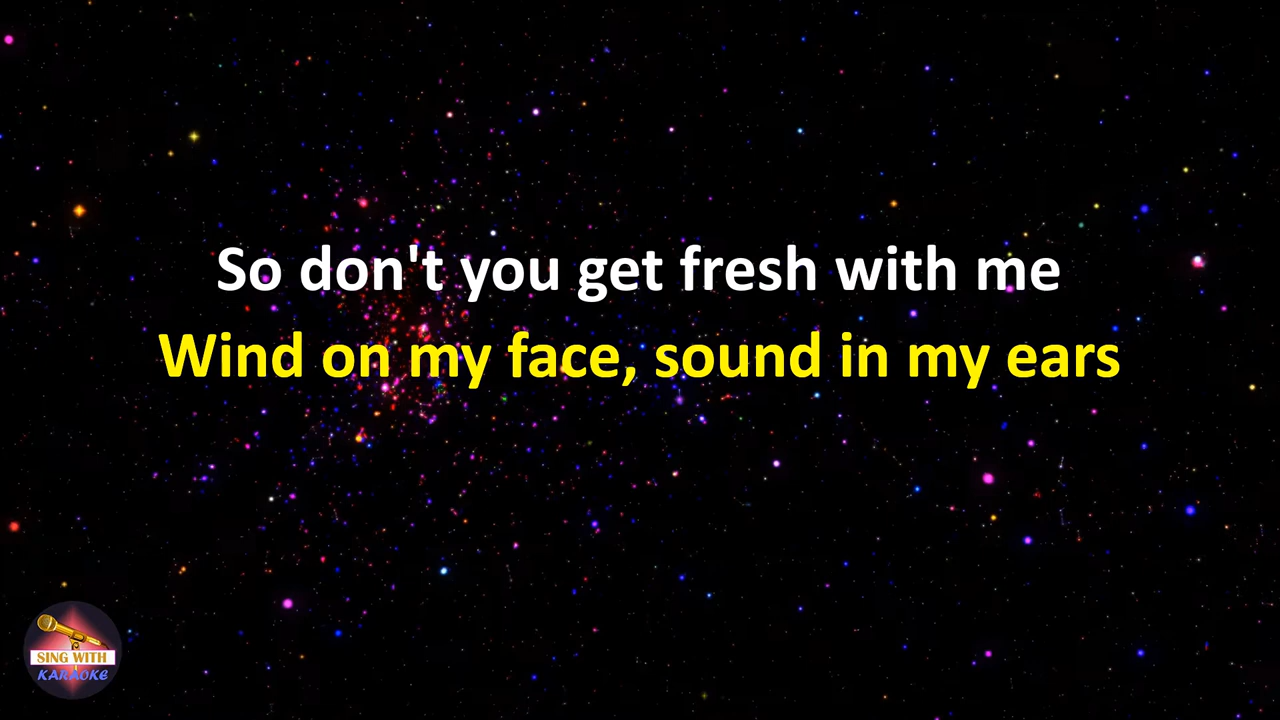 So don't you get fresh with me
Wind on my face, sound in my ears
SING WITH
KARAOKE